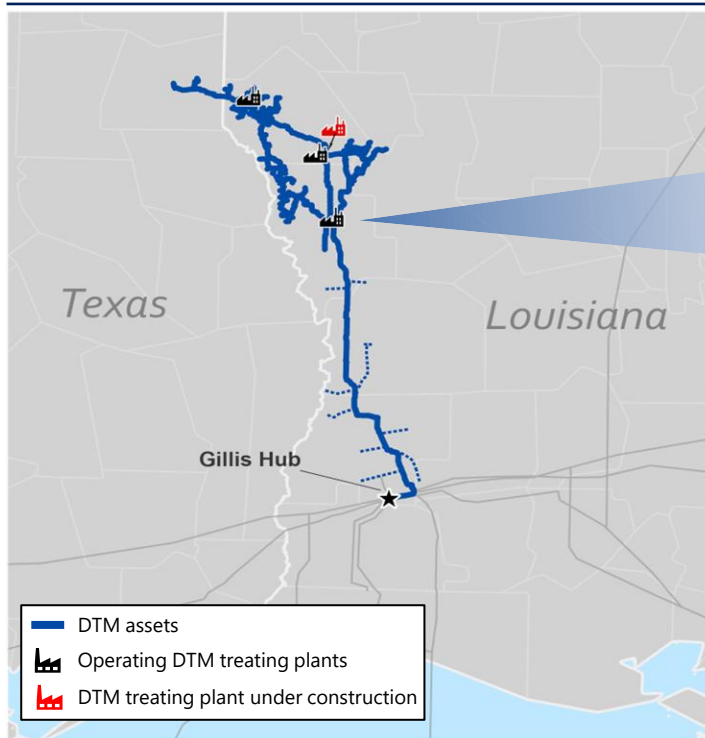 Texas
Louisiana
Gillis Hub
DTM assets
Operating DTM treating plants
DTM treating plant under construction